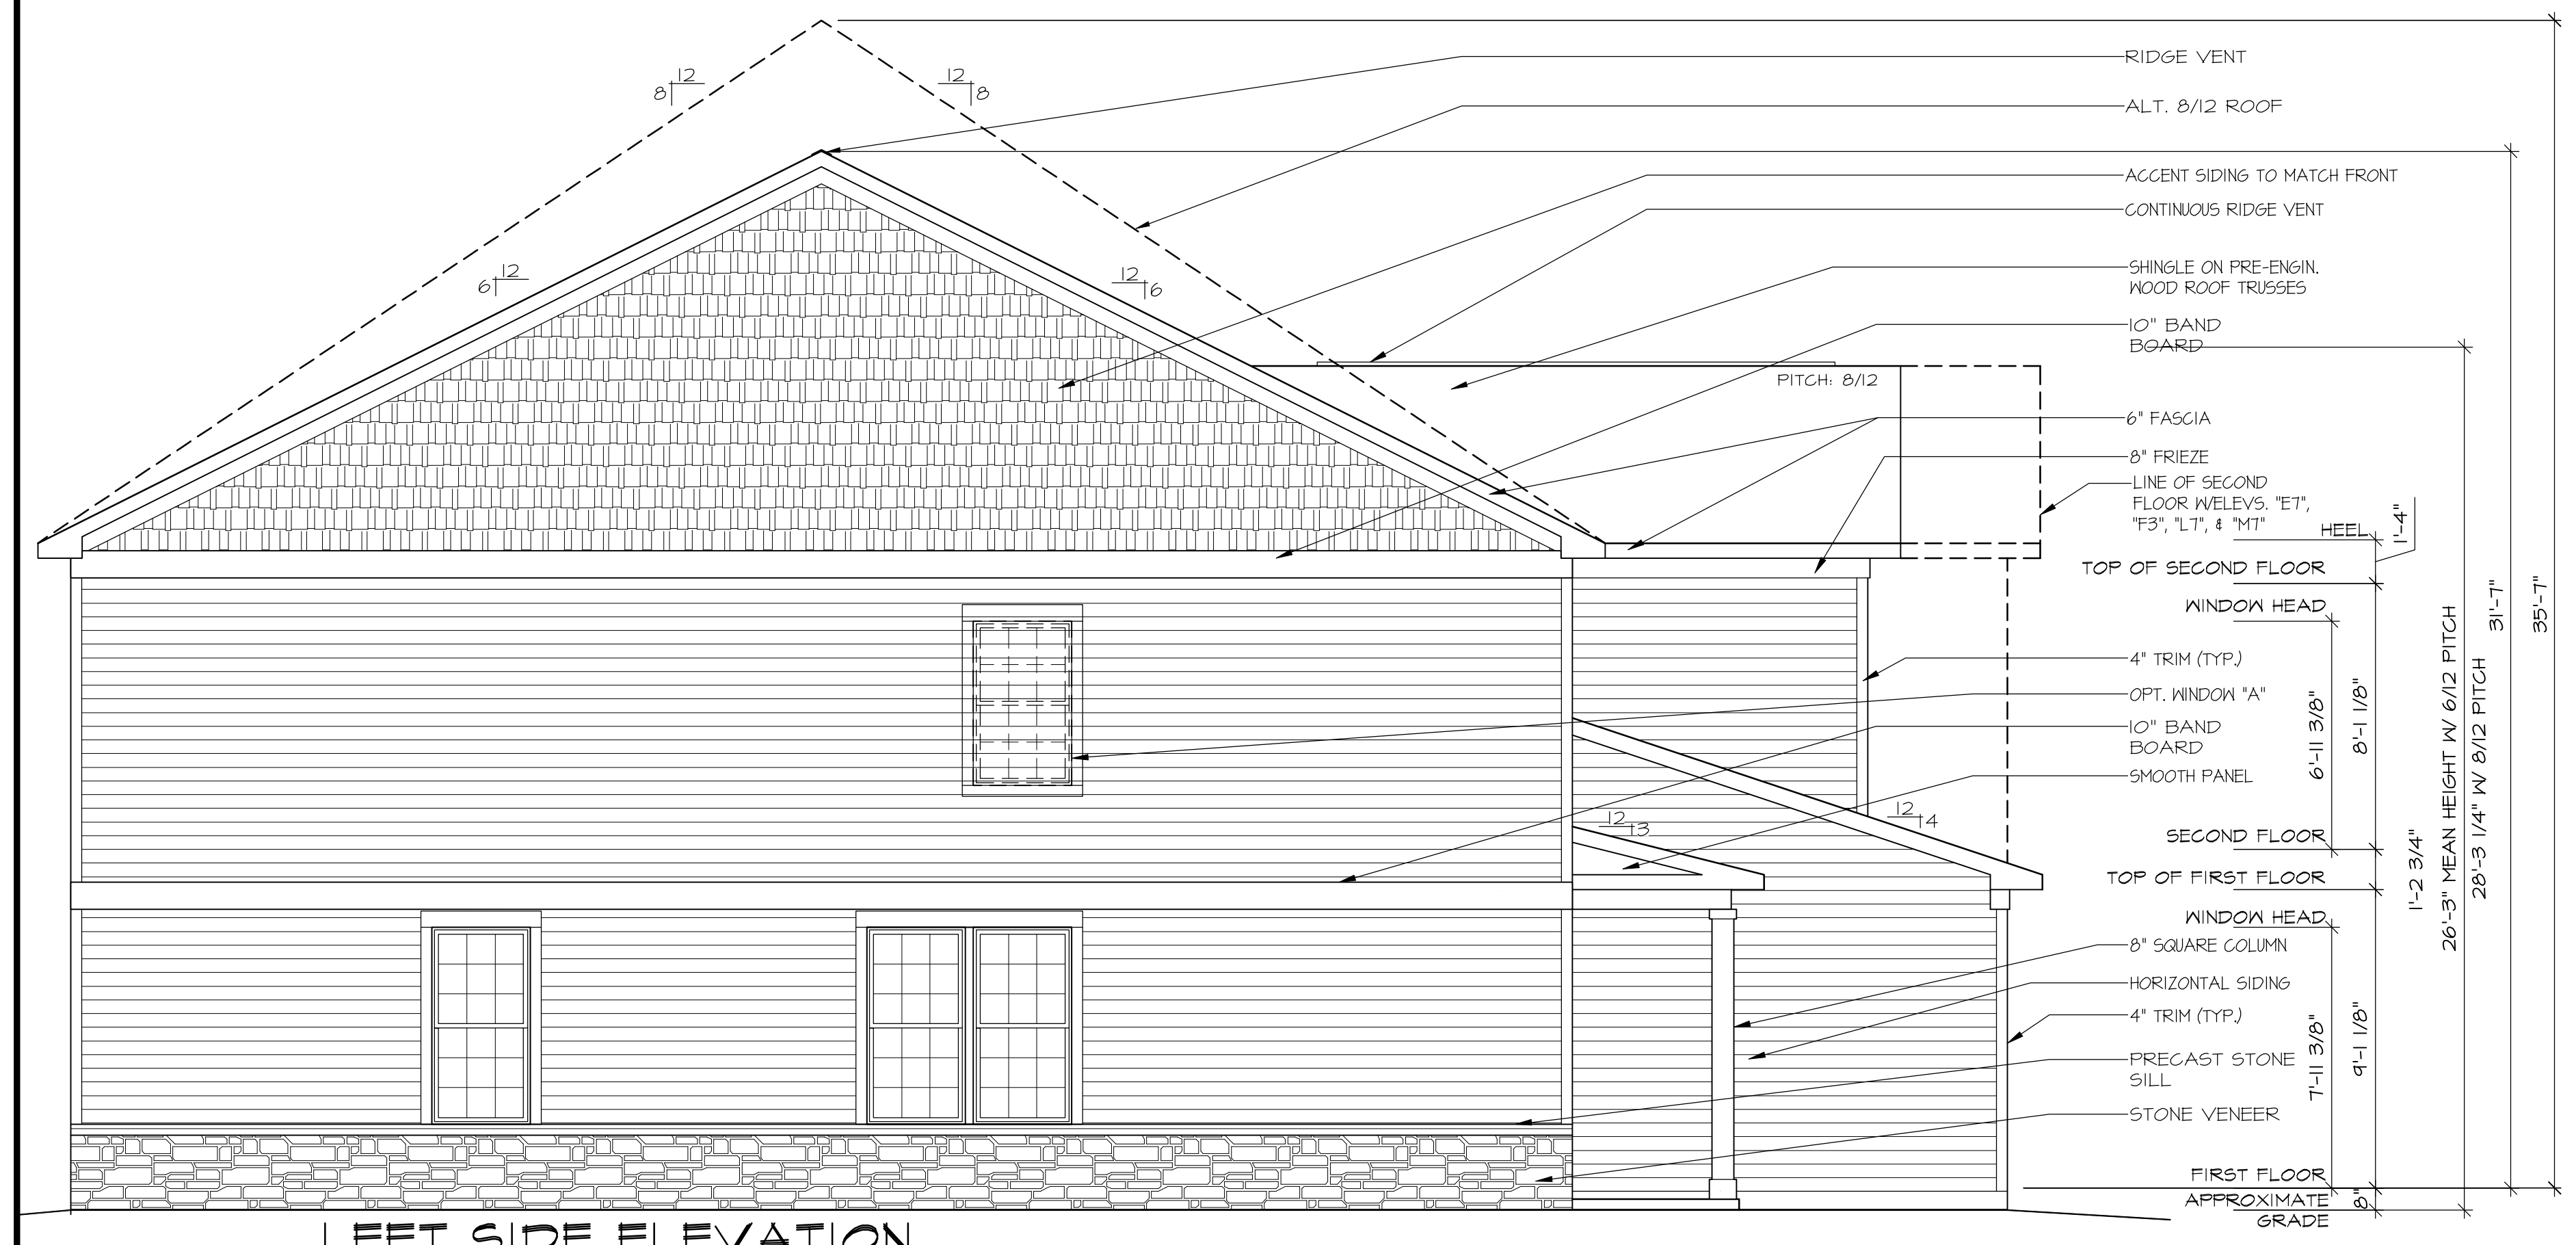 12
8
12
8
RIDGE VENT
ALT. 8/12 ROOF
ACCENT SIDING TO MATCH FRONT
CONTINUOUS RIDGE VENT
6
12
12
6
SHINGLE ON PRE-ENGIN.
WOOD ROOF TRUSSES
10" BAND
BOARD
PITCH: 8/12
6" FASCIA
8" FRIEZE
LINE OF SECOND
FLOOR W/ELEVS. "E7",
"F3", "L7", & "M7"
HEEL
1'-4"
TOP OF SECOND FLOOR
WINDOW HEAD
4" TRIM (TYP.)
OPT. WINDOW "A"
10" BAND
BOARD
SMOOTH PANEL
12
3
12
4
SECOND FLOOR
TOP OF FIRST FLOOR
WINDOW HEAD
8" SQUARE COLUMN
HORIZONTAL SIDING
4" TRIM (TYP.)
PRECAST STONE
SILL
STONE VENEER
FIRST FLOOR
APPROXIMATE
GRADE
6'-11 3/8"
8'-1 1/8"
1'-2 3/4"
7'-11 3/8"
9'-1 1/8"
8"
26'-3" MEAN HEIGHT W/ 6/12 PITCH
28'-3 1/4" W/ 8/12 PITCH
31'-7"
35'-7"
LEFT SIDE ELEVATION